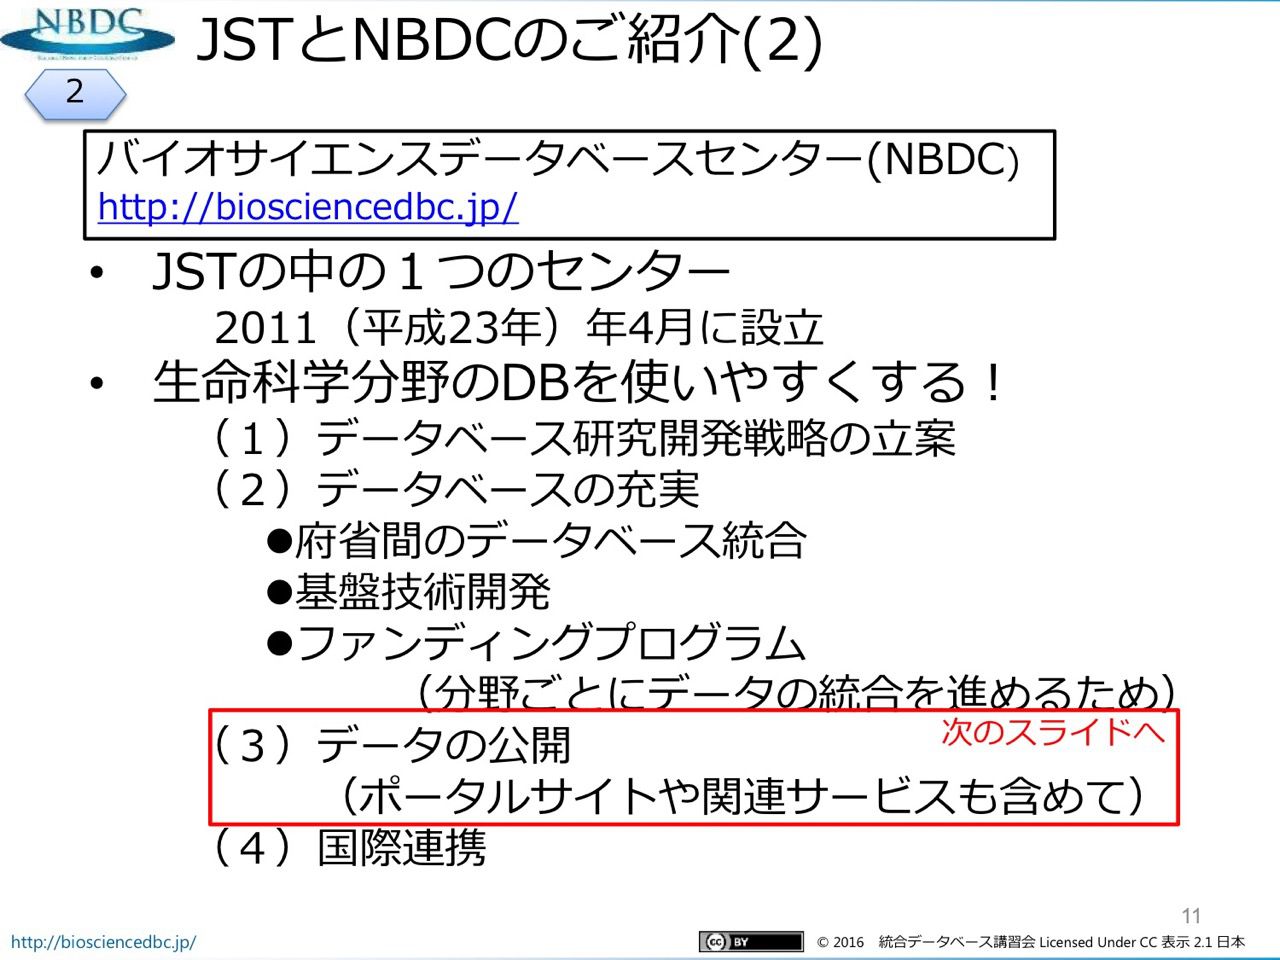 NBDC
JSTとNBDCのご紹介(2)
2
バイオサイエンスデータベースセンター(NBDC)
http://biosciencedbc.jp/
• JSTの中の１つのセンター
2011（平成23年）年4月に設立
• 生命科学分野のDBを使いやすくする！
（1）データベース研究開発戦略の立案
（2）データベースの充実
●府省間のデータベース統合
●基盤技術開発
●ファンディングプログラム
（分野ごとにデータの統合を進めるため）
次のスライドへ
（3）データの公開
（ポータルサイトや関連サービスも含めて）
（4）国際連携
11
http://biosciencedbc.jp/
cc BY
© 2016 統合データベース講習会 Licensed Under CC 表示 2.1 日本